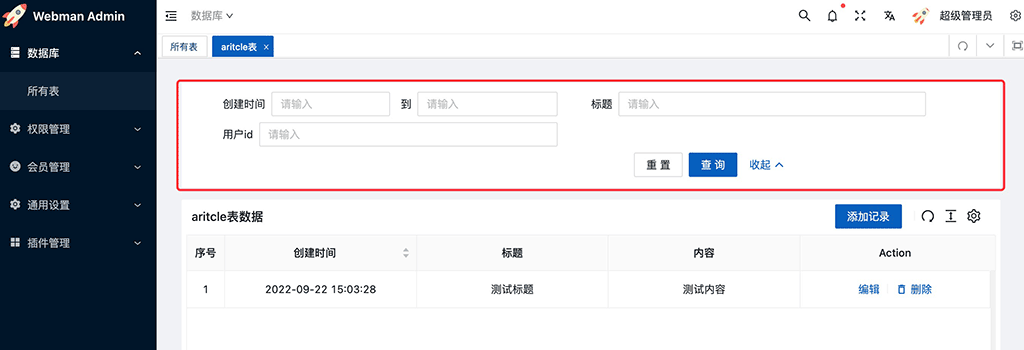 Webman Admin
数据库
超级管理员
数据库
所有表
aritcle表 x
所有表
权限管理
会员管理
通用设置
插件管理
创建时间 请输入 到 请输入 标题 请输入
用户id 请输入
重 置 查 询 收起
aritcle表数据 添加记录
序号 创建时间 标题 内容 Action
1 2022-09-22 15:03:28 测试标题 测试内容 编辑 删除